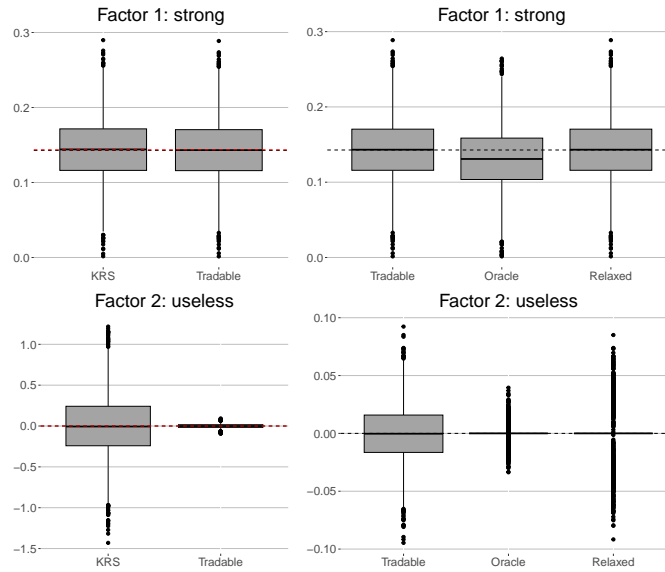 Factor 1: strong
0.3
0.2
0.1
0.0
KRS Tradable
Factor 1: strong
0.3
0.2
0.1
0.0
Tradable Oracle Relaxed
Factor 2: useless
1.0
0.5
0.0
−0.5
−1.0
−1.5
KRS Tradable
Factor 2: useless
0.10
0.05
0.00
−0.05
−0.10
Tradable Oracle Relaxed